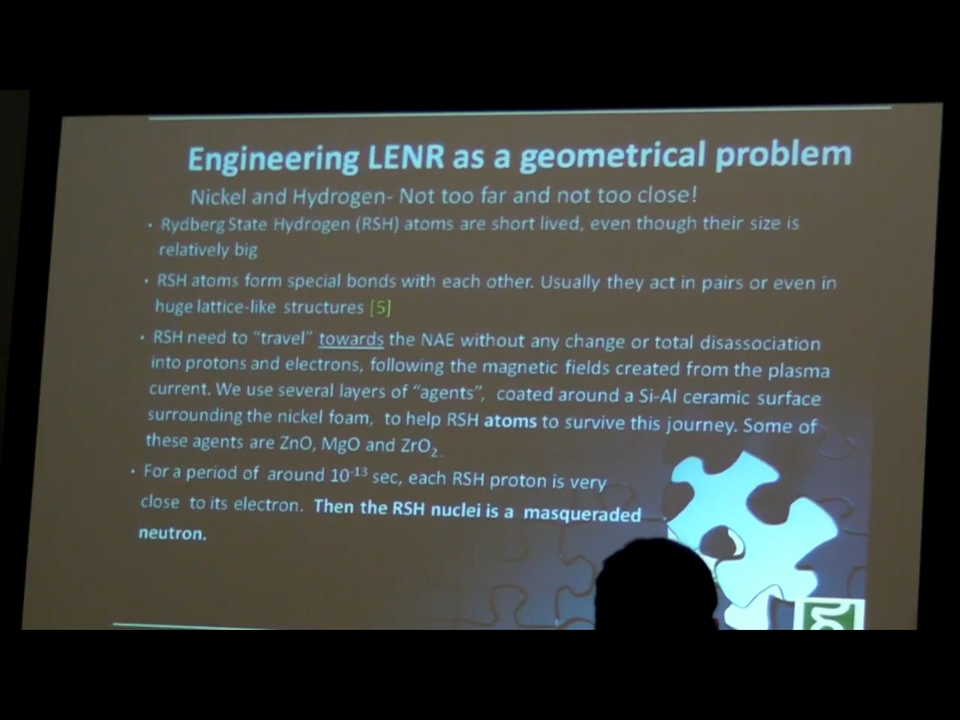 Engineering LENR as a geometrical problem
Nickel and Hydrogen- Not too far and not too close!
• Rydberg State Hydrogen (RSH) atoms are short lived, even though their size is
relatively big
• RSH atoms form special bonds with each other. Usually they act in pairs or even in
huge lattice-like structures [5]
• RSH need to “travel” towards the NAE without any change or total disassociation
into protons and electrons, following the magnetic fields created from the plasma
current. We use several layers of “agents”, coated around a Si-Al ceramic surface
surrounding the nickel foam, to help RSH atoms to survive this journey. Some of
these agents are ZnO, MgO and ZrO₂
• For a period of around 10⁻¹³ sec, each RSH proton is very
close to its electron. Then the RSH nuclei is a masqueraded
neutron.